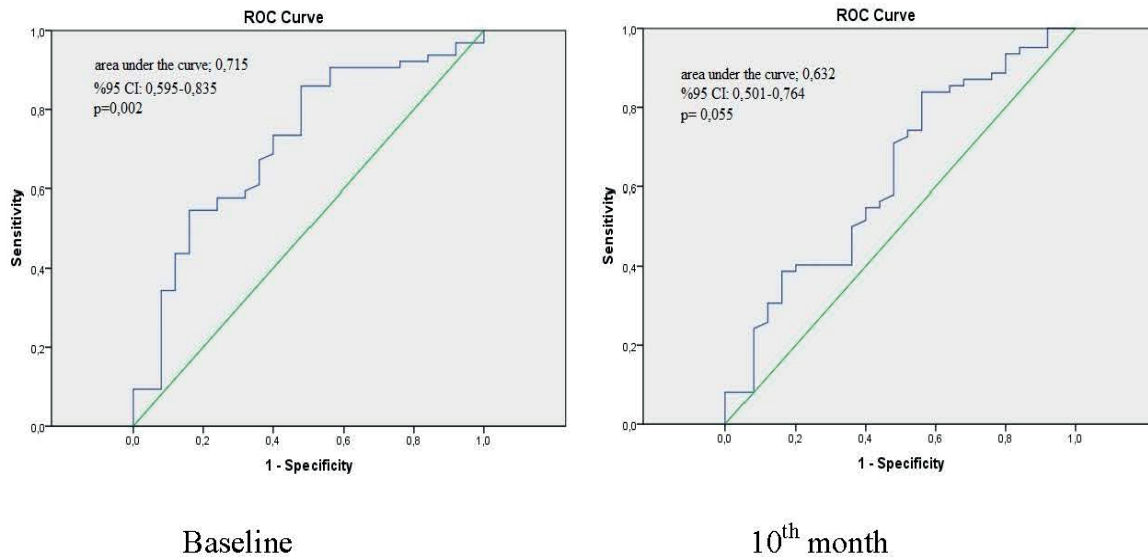 ROC Curve
area under the curve; 0,715
%95 CI: 0,595-0,835
p=0,002
1,0
0,8
0,6
0,4
0,2
0,0
Sensitivity
0,0 0,2 0,4 0,6 0,8 1,0
1 - Specificity
Baseline
ROC Curve
area under the curve; 0,632
%95 CI: 0,501-0,764
p= 0,055
1,0
0,8
0,6
0,4
0,2
0,0
Sensitivity
0,0 0,2 0,4 0,6 0,8 1,0
1 - Specificity
10th month